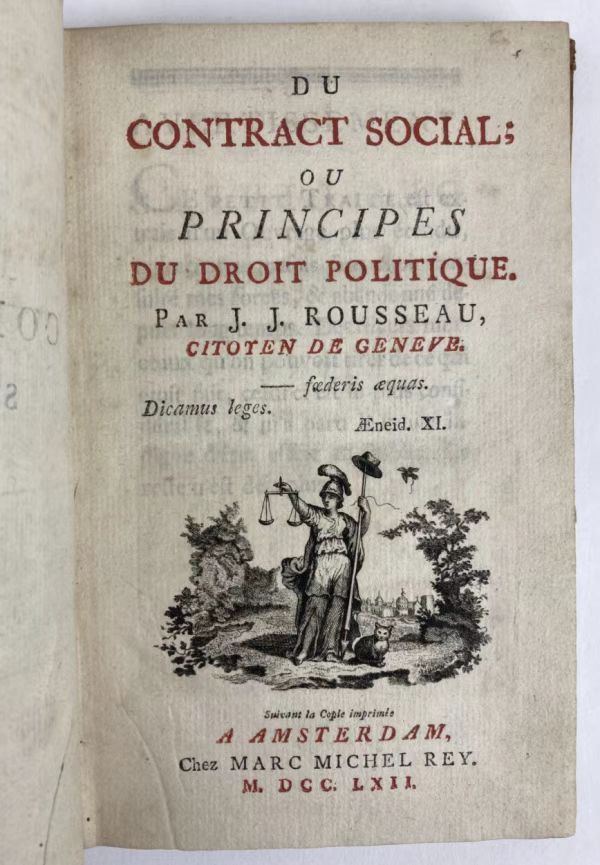 DU
CONTRACT SOCIAL;
OU
PRINCIPES
DU DROIT POLITIQUE.
PAR J. J. ROUSSEAU,
CITOYEN DE GENEVE.
— fœderis æquas.
Dicamus leges.
Æneid. XI.
Suivant la Copie imprimée
A AMSTERDAM,
Chez MARC MICHEL REY.
M. DCC. LXII.